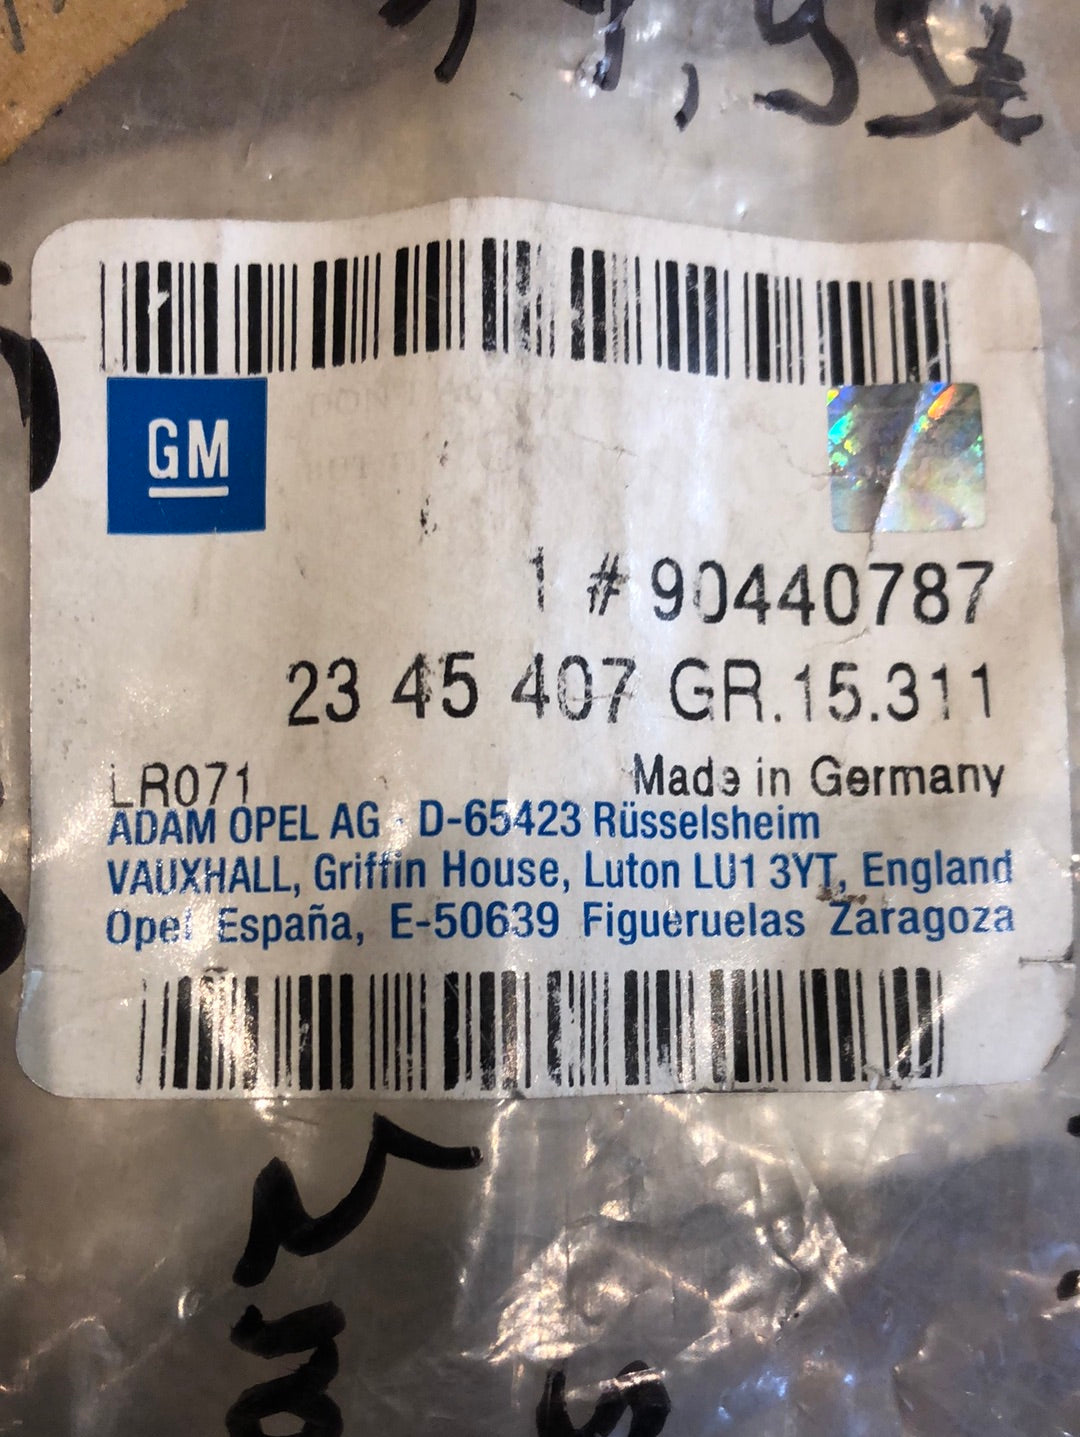 GM
1 # 90440787
23 45 407 GR.15.311
LR071 Made in Germany
ADAM OPEL AG - D-65423 Rüsselsheim
VAUXHALL, Griffin House, Luton LU1 3YT, England
Opel España, E-50639 Figueruelas Zaragoza